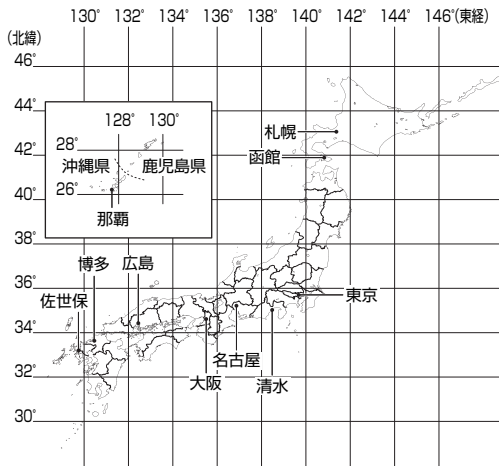 130° 132° 134° 136° 138° 140° 142° 144° 146°(東経)
(北緯)
46°
44°
128° 130°
札幌
28°
函館
42°
沖縄県 鹿児島県
26°
40°
那覇
38°
博多 広島
36°
佐世保
東京
34°
名古屋
32°
大阪 清水
30°